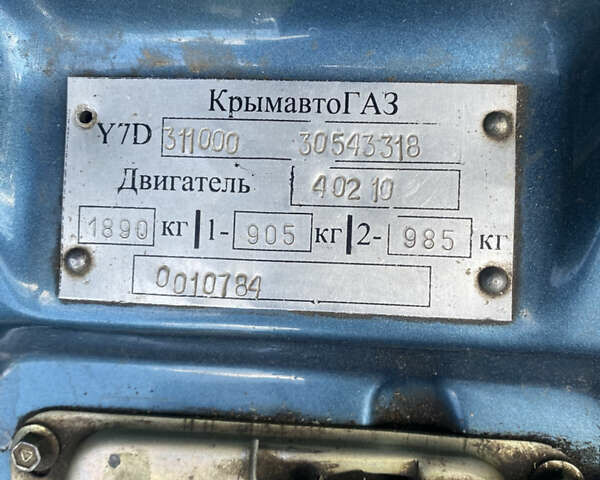 КрымавтоГАЗ
Y7D 311000 30543318
Двигатель 40210
1890 кг 1- 905 кг 2- 985 кг
0010784